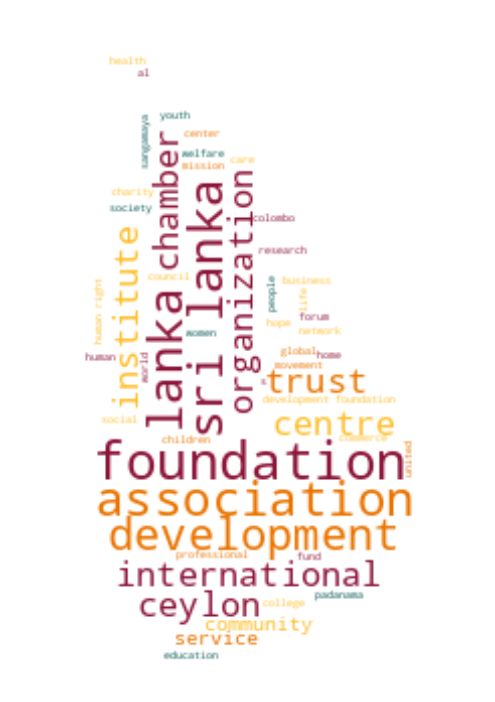 health
al
sangamaya
youth
center
chamber
welfare
mission
care
sri lanka
organization
charity
society
colombo
institute
lanka
research
council
human right
people
business
life
women
hope
forum
network
human
world
global
home
movement
s
trust
development foundation
social
centre
children
commerce
united
foundation
association
development
professional
fund
international
padanama
ceylon
college
community
service
education